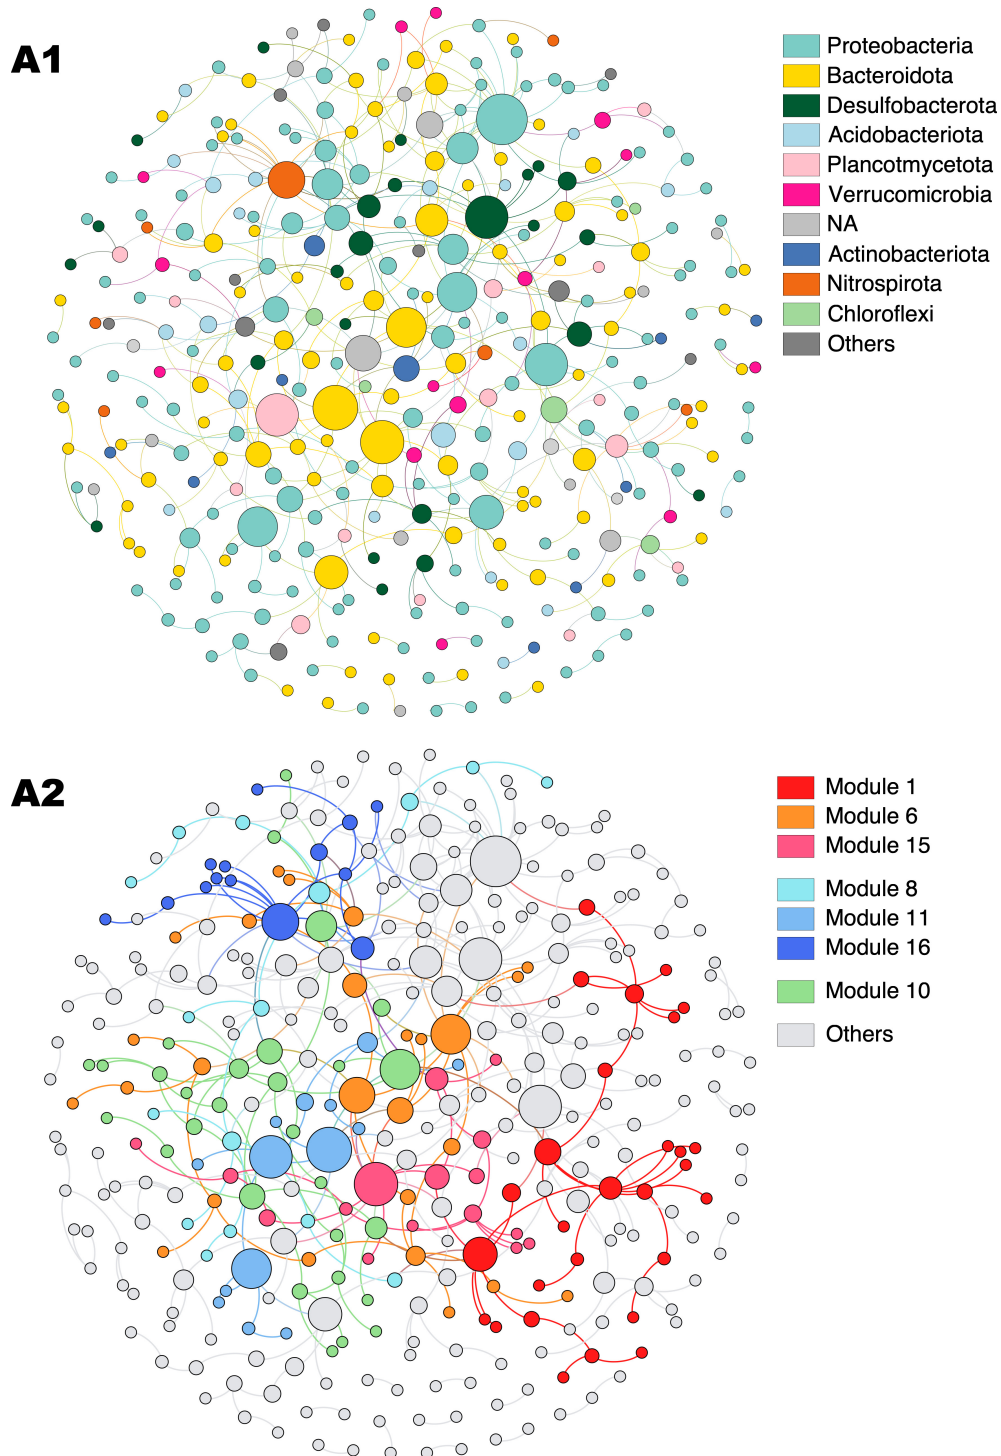 A1
Proteobacteria
Bacteroidota
Desulfobacterota
Acidobacteriota
Plancotmycetota
Verrucomicrobia
NA
Actinobacteriota
Nitrospirota
Chloroflexi
Others
A2
Module 1
Module 6
Module 15
Module 8
Module 11
Module 16
Module 10
Others